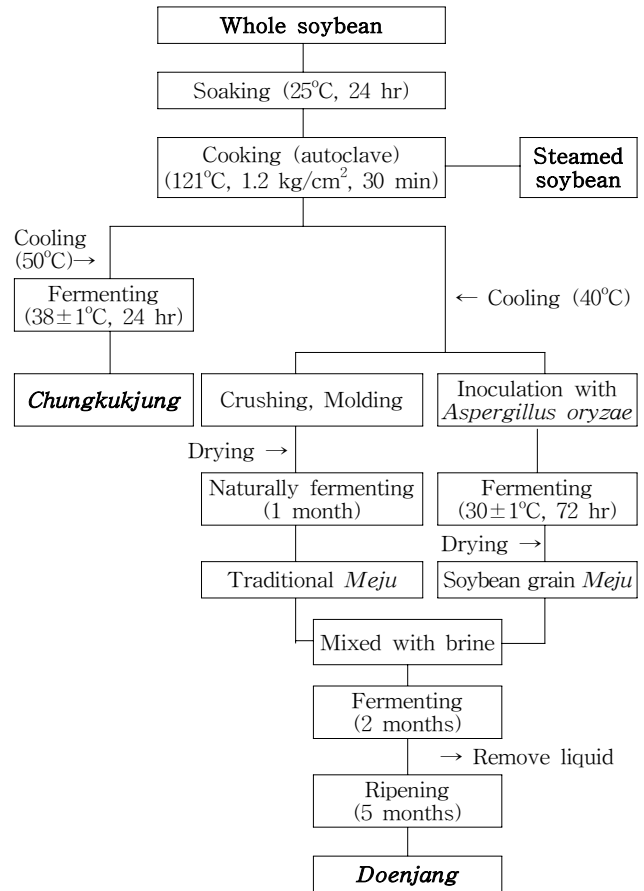 Whole soybean
Soaking (25°C, 24 hr)
Cooking (autoclave)
(121°C, 1.2 kg/cm², 30 min)
Steamed
soybean
Cooling
(50°C)→
Fermenting
(38±1°C, 24 hr)
Chungkukjung
← Cooling (40°C)
Crushing, Molding
Drying →
Naturally fermenting
(1 month)
Traditional Meju
Inoculation with
Aspergillus oryzae
Fermenting
(30±1°C, 72 hr)
Drying →
Soybean grain Meju
Mixed with brine
Fermenting
(2 months)
→ Remove liquid
Ripening
(5 months)
Doenjang